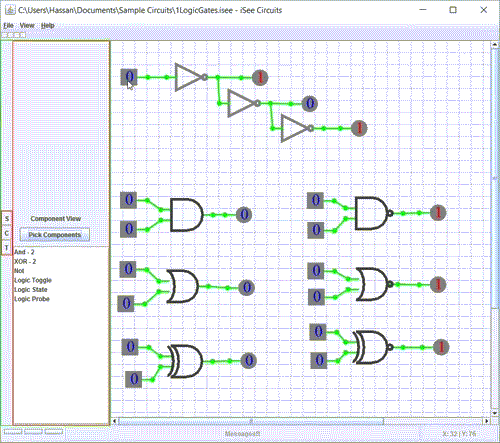 C:\Users\Hassan\Documents\Sample Circuits\1LogicGates.isee - iSee Circuits
File View Help
0 1
0
1
S
C
T
Component View
Pick Components
And - 2
XOR - 2
Not
Logic Toggle
Logic State
Logic Probe
0 0 0 1
0 0
0 0 0 1
0 0
0 0 0 1
0 0
Messages!!
X: 32 | Y: 76